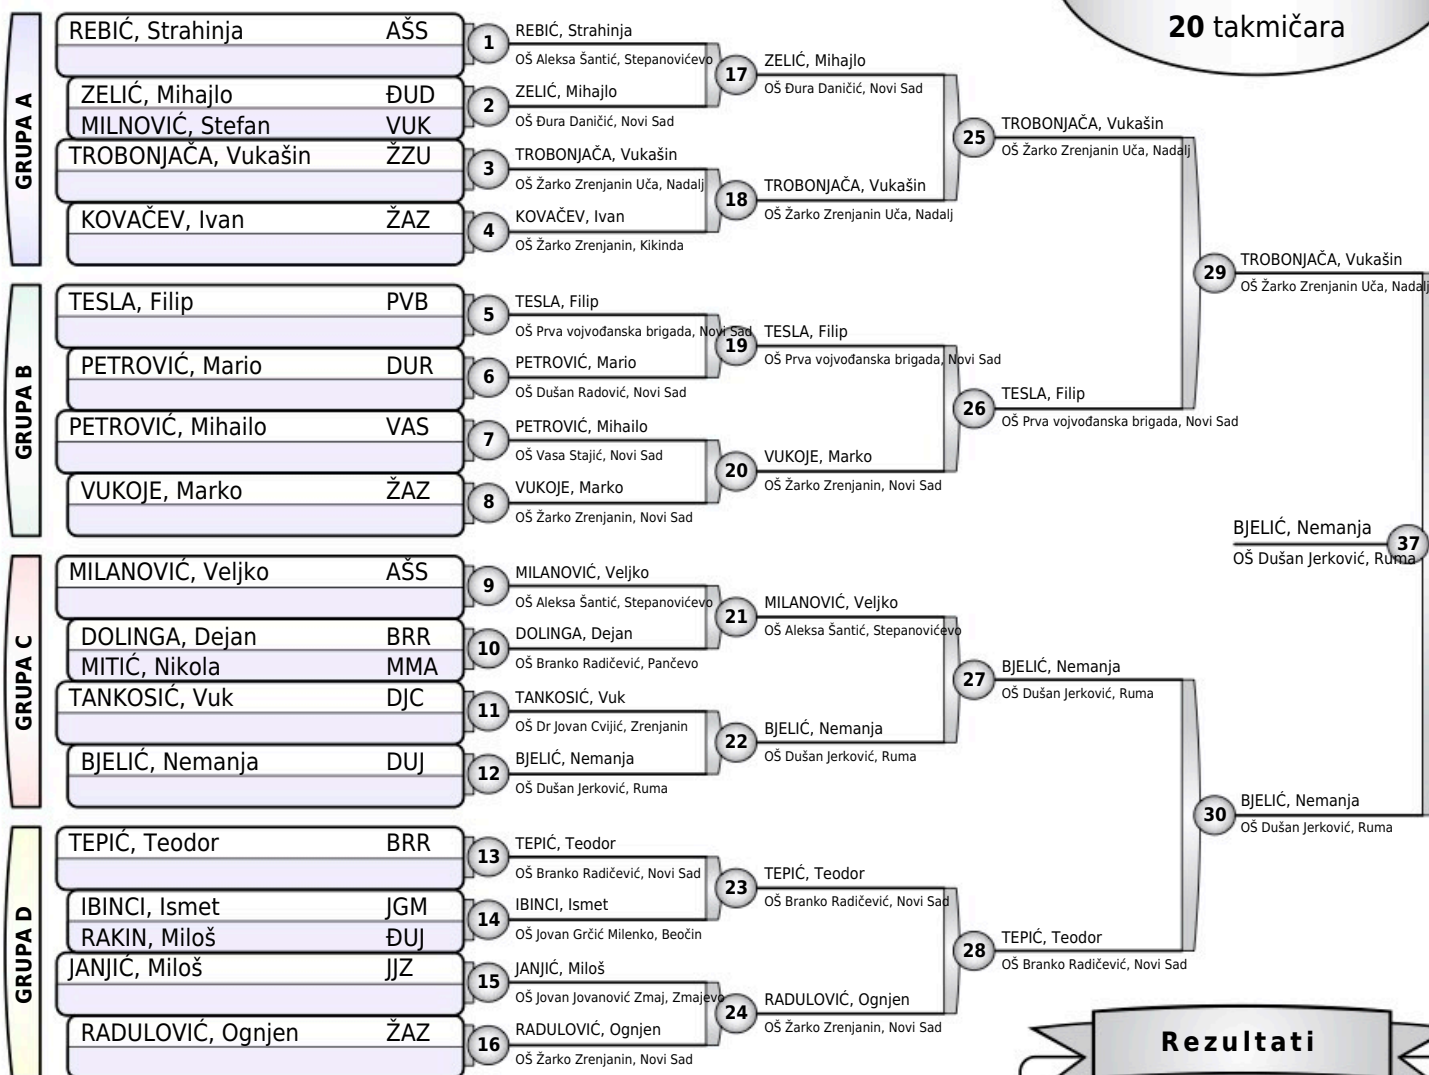 20 takmičara
GRUPA A
REBIĆ, Strahinja AŠS
ZELIĆ, Mihajlo ĐUD
MILNOVIĆ, Stefan VUK
TROBONJAČA, Vukašin ŽZU
KOVAČEV, Ivan ŽAZ
GRUPA B
TESLA, Filip PVB
PETROVIĆ, Mario DUR
PETROVIĆ, Mihailo VAS
VUKOJE, Marko ŽAZ
GRUPA C
MILANOVIĆ, Veljko AŠS
DOLINGA, Dejan BRR
MITIĆ, Nikola MMA
TANKOSIĆ, Vuk DJC
BJELIĆ, Nemanja DUJ
GRUPA D
TEPIĆ, Teodor BRR
IBINCI, Ismet JGM
RAKIN, Miloš ĐUJ
JANJIĆ, Miloš JJZ
RADULOVIĆ, Ognjen ŽAZ
1 REBIĆ, Strahinja
OŠ Aleksa Šantić, Stepanovićevo
2 ZELIĆ, Mihajlo
OŠ Đura Daničić, Novi Sad
3 TROBONJAČA, Vukašin
OŠ Žarko Zrenjanin Uča, Nadalj
4 KOVAČEV, Ivan
OŠ Žarko Zrenjanin, Kikinda
5 TESLA, Filip
OŠ Prva vojvođanska brigada, Novi Sad
6 PETROVIĆ, Mario
OŠ Dušan Radović, Novi Sad
7 PETROVIĆ, Mihailo
OŠ Vasa Stajić, Novi Sad
8 VUKOJE, Marko
OŠ Žarko Zrenjanin, Novi Sad
9 MILANOVIĆ, Veljko
OŠ Aleksa Šantić, Stepanovićevo
10 DOLINGA, Dejan
OŠ Branko Radičević, Pančevo
11 TANKOSIĆ, Vuk
OŠ Dr Jovan Cvijić, Zrenjanin
12 BJELIĆ, Nemanja
OŠ Dušan Jerković, Ruma
13 TEPIĆ, Teodor
OŠ Branko Radičević, Novi Sad
14 IBINCI, Ismet
OŠ Jovan Grčić Milenko, Beočin
15 JANJIĆ, Miloš
OŠ Jovan Jovanović Zmaj, Zmajevo
16 RADULOVIĆ, Ognjen
OŠ Žarko Zrenjanin, Novi Sad
17 ZELIĆ, Mihajlo
OŠ Đura Daničić, Novi Sad
18 TROBONJAČA, Vukašin
OŠ Žarko Zrenjanin Uča, Nadalj
19 TESLA, Filip
OŠ Prva vojvođanska brigada, Novi Sad
20 VUKOJE, Marko
OŠ Žarko Zrenjanin, Novi Sad
21 MILANOVIĆ, Veljko
OŠ Aleksa Šantić, Stepanovićevo
22 BJELIĆ, Nemanja
OŠ Dušan Jerković, Ruma
23 TEPIĆ, Teodor
OŠ Branko Radičević, Novi Sad
24 RADULOVIĆ, Ognjen
OŠ Žarko Zrenjanin, Novi Sad
25 TROBONJAČA, Vukašin
OŠ Žarko Zrenjanin Uča, Nadalj
26 TESLA, Filip
OŠ Prva vojvođanska brigada, Novi Sad
27 BJELIĆ, Nemanja
OŠ Dušan Jerković, Ruma
28 TEPIĆ, Teodor
OŠ Branko Radičević, Novi Sad
29 TROBONJAČA, Vukašin
OŠ Žarko Zrenjanin Uča, Nadalj
30 BJELIĆ, Nemanja
OŠ Dušan Jerković, Ruma
BJELIĆ, Nemanja 37
OŠ Dušan Jerković, Ruma
Rezultati